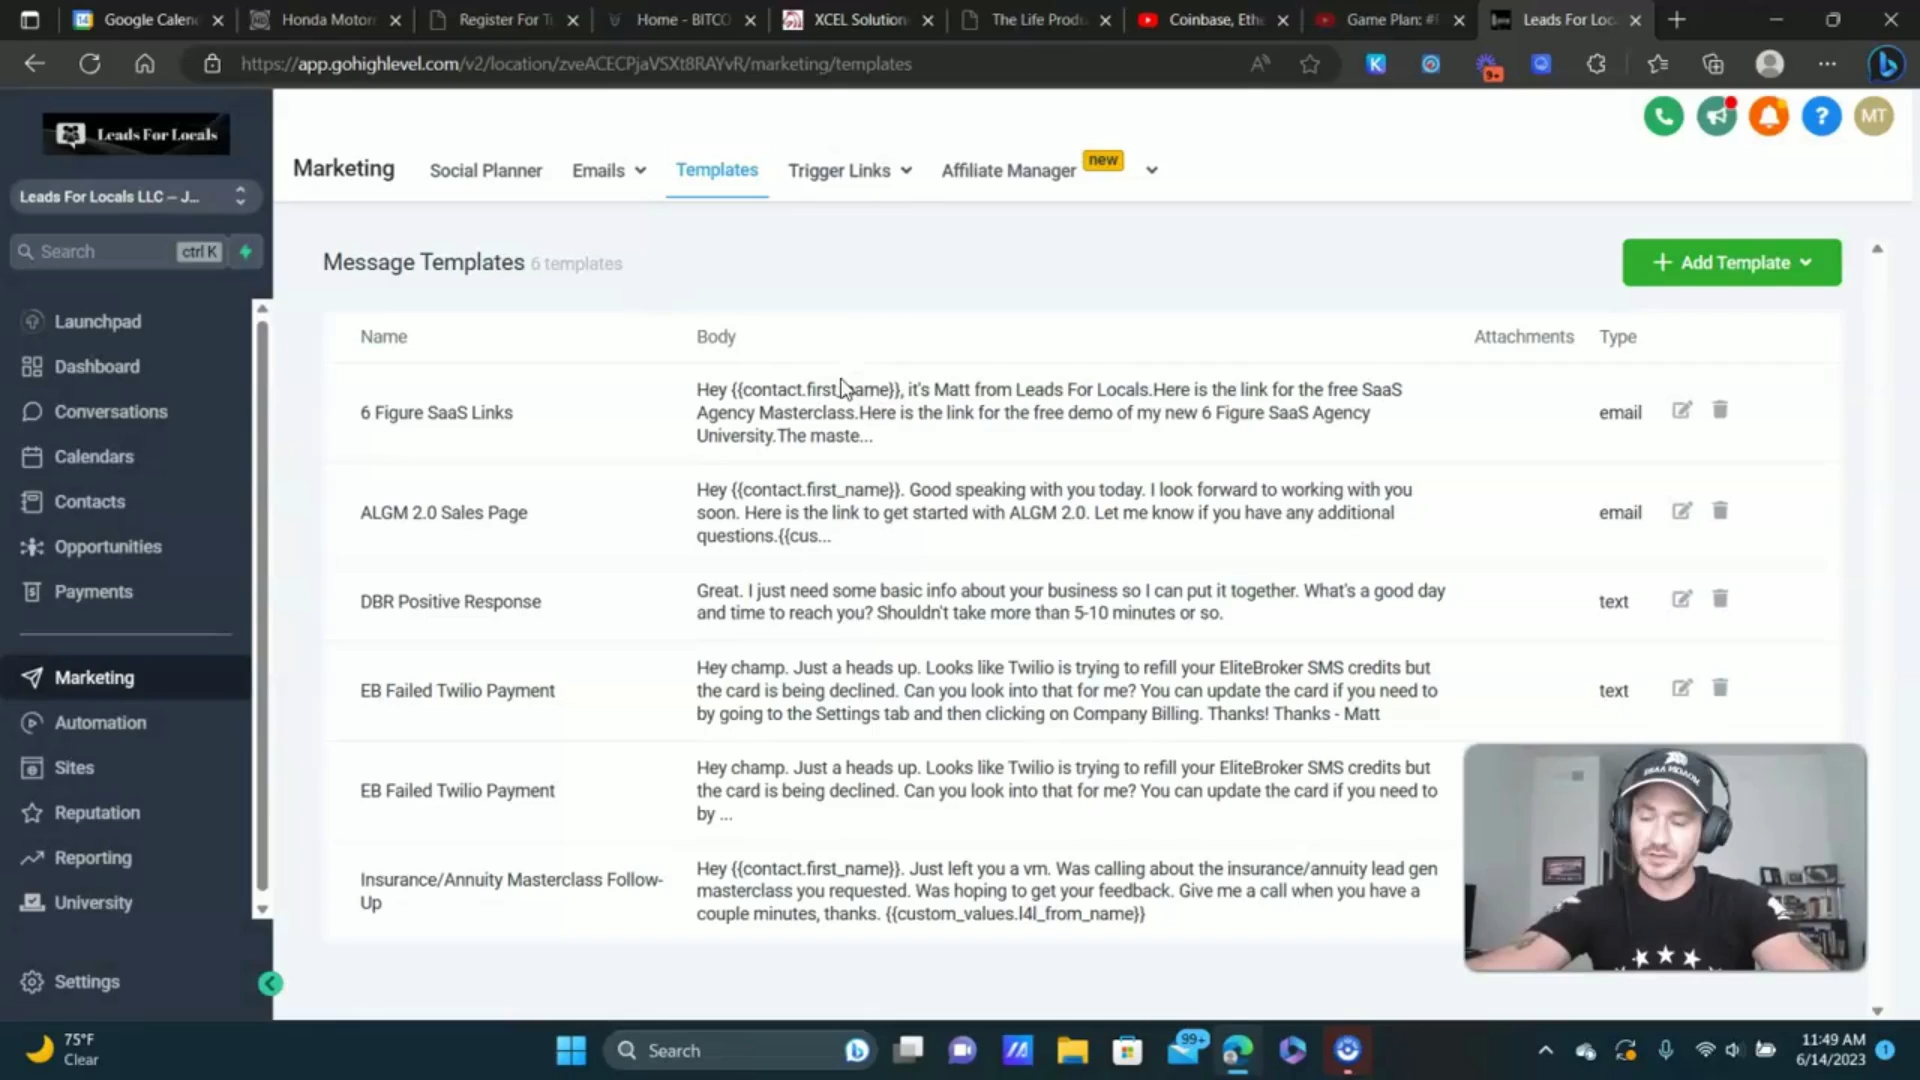 Google Calen
Honda Motor
Register For T
Home - BITCO
XCEL Solution
The Life Prod
Coinbase, Eth
Game Plan: #
Leads For Loc
https://app.gohighlevel.com/v2/location/zveACECPjaVSXt8RAYvR/marketing/templates
9+
Leads For Locals
Leads For Locals LLC – J...
Search ctrl K
Launchpad
Dashboard
Conversations
Calendars
Contacts
Opportunities
Payments
Marketing
Automation
Sites
Reputation
Reporting
University
Settings
Marketing
Social Planner
Emails
Templates
Trigger Links
Affiliate Manager
new
MT
Message Templates 6 templates
+ Add Template
Name Body Attachments Type
6 Figure SaaS Links
Hey {{contact.first_name}}, it's Matt from Leads For Locals.Here is the link for the free SaaS
Agency Masterclass.Here is the link for the free demo of my new 6 Figure SaaS Agency
University.The maste...
email
ALGM 2.0 Sales Page
Hey {{contact.first_name}}. Good speaking with you today. I look forward to working with you
soon. Here is the link to get started with ALGM 2.0. Let me know if you have any additional
questions.{{cus...
email
DBR Positive Response
Great. I just need some basic info about your business so I can put it together. What's a good day
and time to reach you? Shouldn't take more than 5-10 minutes or so.
text
EB Failed Twilio Payment
Hey champ. Just a heads up. Looks like Twilio is trying to refill your EliteBroker SMS credits but
the card is being declined. Can you look into that for me? You can update the card if you need to
by going to the Settings tab and then clicking on Company Billing. Thanks! Thanks - Matt
text
EB Failed Twilio Payment
Hey champ. Just a heads up. Looks like Twilio is trying to refill your EliteBroker SMS credits but
the card is being declined. Can you look into that for me? You can update the card if you need to
by ...
Insurance/Annuity Masterclass Follow-
Up
Hey {{contact.first_name}}. Just left you a vm. Was calling about the insurance/annuity lead gen
masterclass you requested. Was hoping to get your feedback. Give me a call when you have a
couple minutes, thanks. {{custom_values.l4l_from_name}}
75°F
Clear
Search
99+
11:49 AM
6/14/2023
1